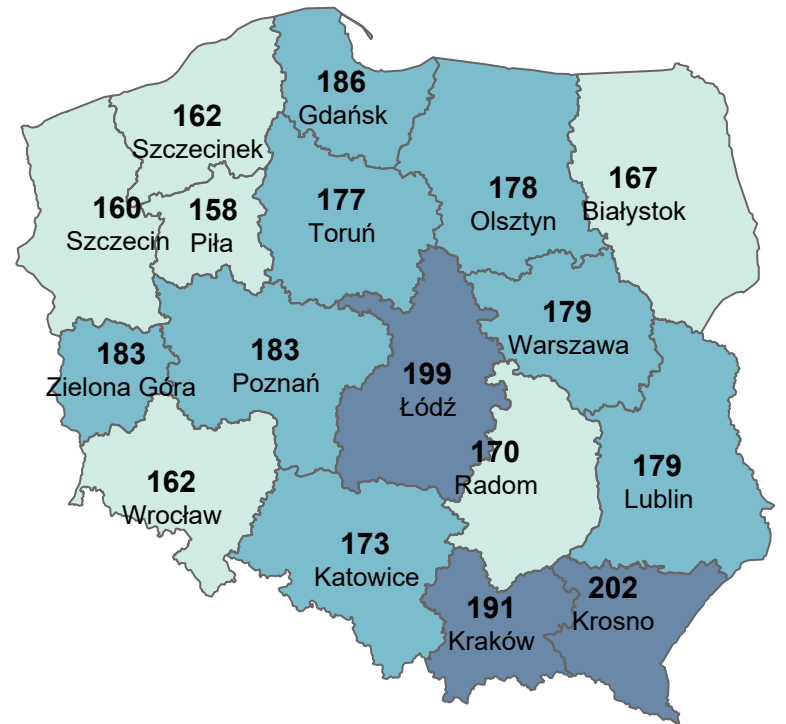 186
Gdańsk
162
Szczecinek
167
Białystok
178
Olsztyn
177
Toruń
160
Szczecin
158
Piła
179
Warszawa
183
Zielona Góra
183
Poznań
199
Łódź
170
Radom
179
Lublin
162
Wrocław
173
Katowice
191
Kraków
202
Krosno